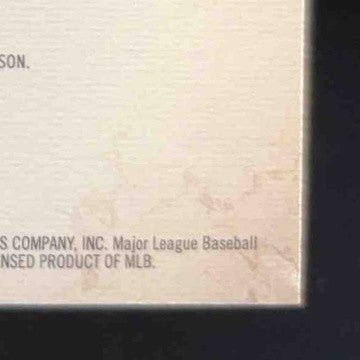 SON.
S COMPANY, INC. Major League Baseball
NSED PRODUCT OF MLB.